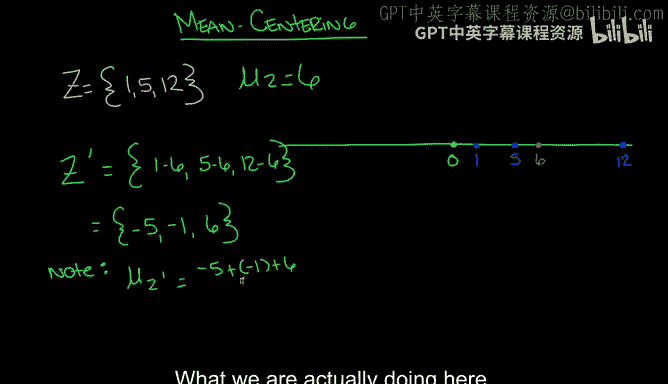 GPT中英字幕课程资源@bilibili
GPT中英字幕课程资源 bilibili
MEAN-CENTERING
Z={1,5,12} μz=6
Z'={1-6, 5-6, 12-6}
0 1 5 6 12
={-5,-1,6}
Note: μz'= -5+(-1)+6
What we are actually doing here